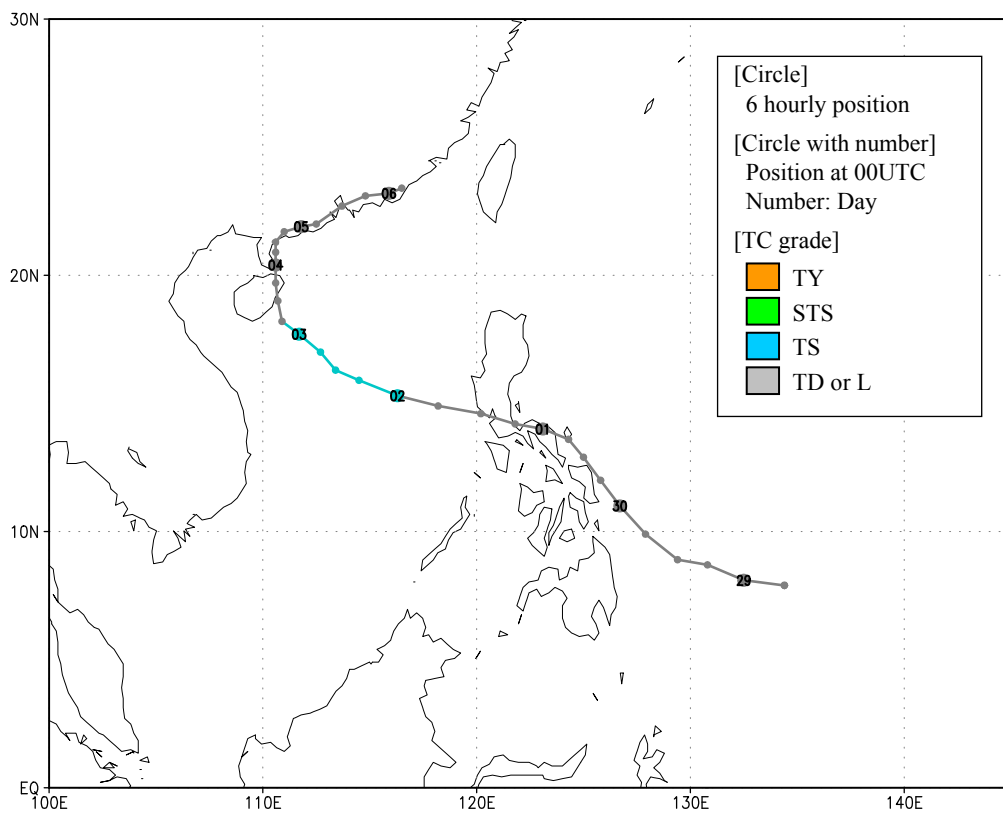 30N
[Circle]
6 hourly position
[Circle with number]
Position at 00UTC
Number: Day
[TC grade]
TY
STS
TS
TD or L
06
05
04
20N
03
02
01
30
10N
29
EQ
100E
110E
120E
130E
140E